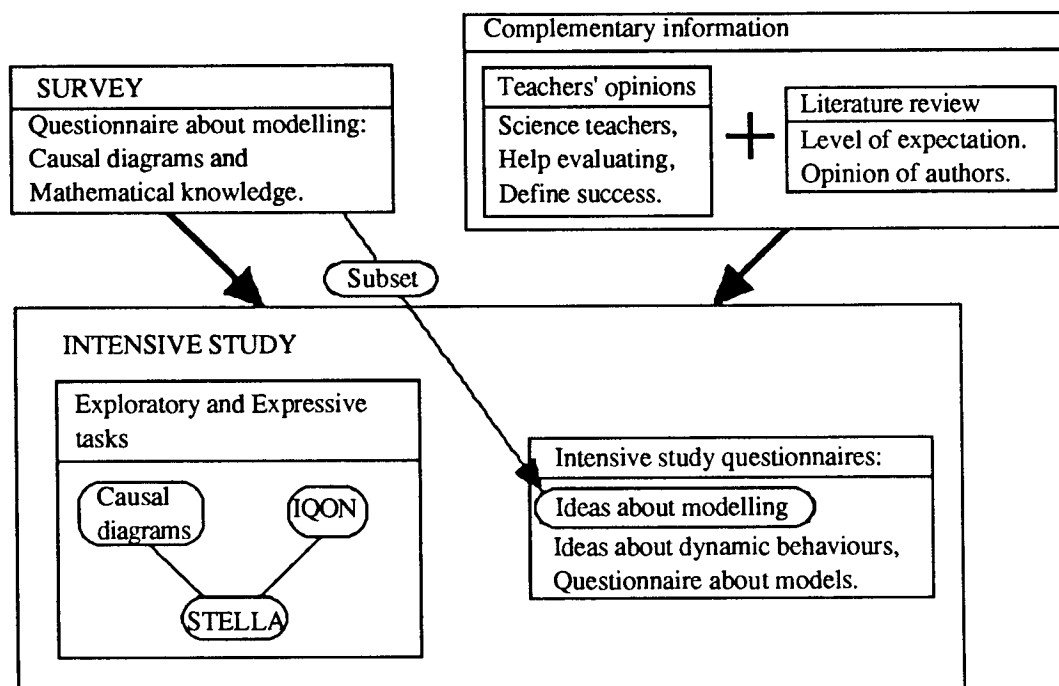 Complementary information
SURVEY
Questionnaire about modelling:
Causal diagrams and
Mathematical knowledge.
Teachers' opinions
Science teachers,
Help evaluating,
Define success.
+
Literature review
Level of expectation.
Opinion of authors.
Subset
INTENSIVE STUDY
Exploratory and Expressive
tasks
Causal
diagrams
IQON
STELLA
Intensive study questionnaires:
Ideas about modelling
Ideas about dynamic behaviours,
Questionnaire about models.